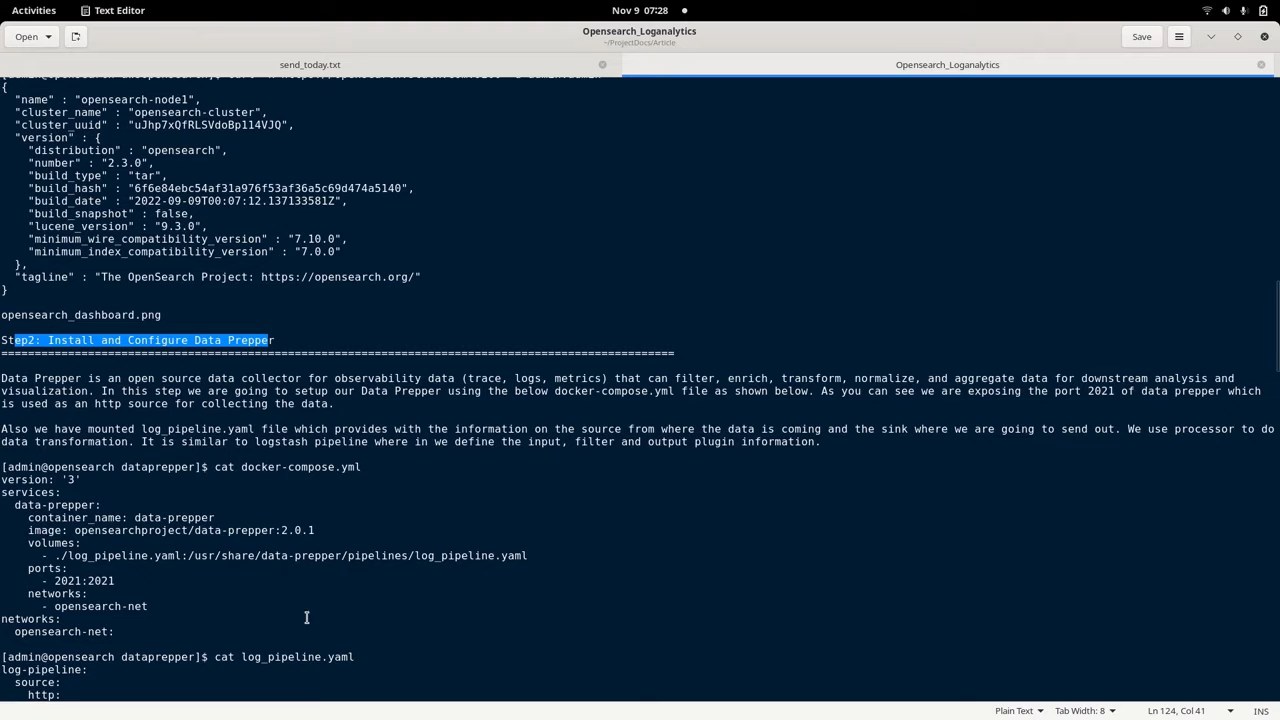 Activities
Text Editor
Nov 9 07:28
Open
Opensearch_Loganalytics
~/ProjectDocs/Article
Save
send_today.txt
Opensearch_Loganalytics
{
"name" : "opensearch-node1",
"cluster_name" : "opensearch-cluster",
"cluster_uuid" : "uJhp7xQfRLSVdoBp114VJQ",
"version" : {
"distribution" : "opensearch",
"number" : "2.3.0",
"build_type" : "tar",
"build_hash" : "6f6e84ebc54af31a976f53af36a5c69d474a5140",
"build_date" : "2022-09-09T00:07:12.137133581Z",
"build_snapshot" : false,
"lucene_version" : "9.3.0",
"minimum_wire_compatibility_version" : "7.10.0",
"minimum_index_compatibility_version" : "7.0.0"
},
"tagline" : "The OpenSearch Project: https://opensearch.org/"
}
opensearch_dashboard.png
Step2: Install and Configure Data Prepper
=====================================================================================================
Data Prepper is an open source data collector for observability data (trace, logs, metrics) that can filter, enrich, transform, normalize, and aggregate data for downstream analysis and
visualization. In this step we are going to setup our Data Prepper using the below docker-compose.yml file as shown below. As you can see we are exposing the port 2021 of data prepper which
is used as an http source for collecting the data.
Also we have mounted log_pipeline.yaml file which provides with the information on the source from where the data is coming and the sink where we are going to send out. We use processor to do
data transformation. It is similar to logstash pipeline where in we define the input, filter and output plugin information.
[admin@opensearch dataprepper]$ cat docker-compose.yml
version: '3'
services:
data-prepper:
container_name: data-prepper
image: opensearchproject/data-prepper:2.0.1
volumes:
- ./log_pipeline.yaml:/usr/share/data-prepper/pipelines/log_pipeline.yaml
ports:
- 2021:2021
networks:
- opensearch-net
networks:
opensearch-net:
[admin@opensearch dataprepper]$ cat log_pipeline.yaml
log-pipeline:
source:
http:
Plain Text
Tab Width: 8
Ln 124, Col 41
INS